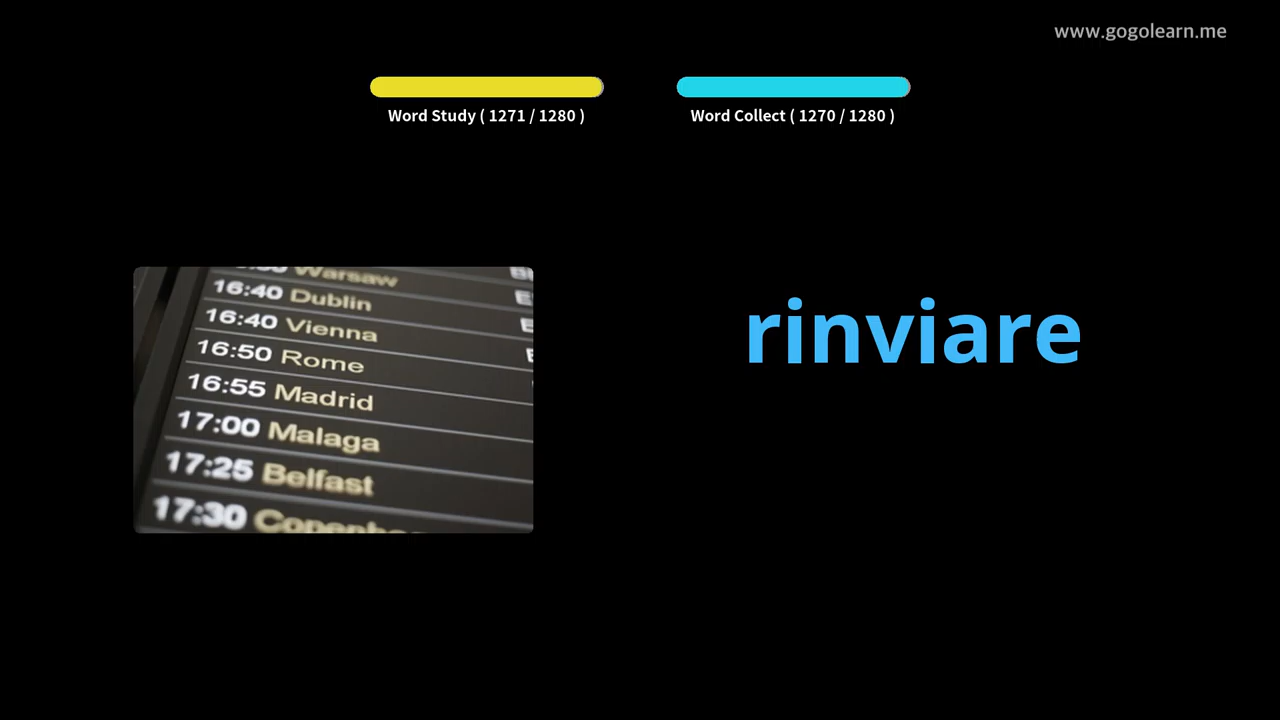 www.gogolearn.me
Word Study ( 1271 / 1280 )
Word Collect ( 1270 / 1280 )
Warsaw
16:40 Dublin
16:40 Vienna
16:50 Rome
16:55 Madrid
17:00 Malaga
17:25 Belfast
17:30
rinviare